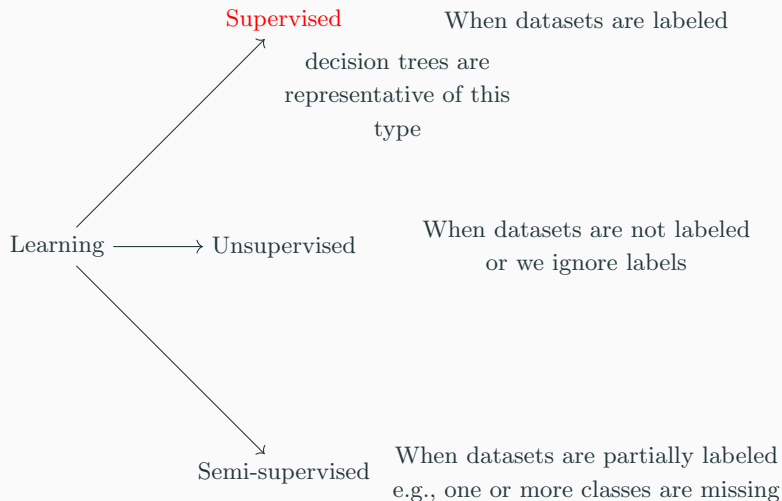 Supervised
When datasets are labeled
decision trees are
representative of this
type
Learning
Unsupervised
When datasets are not labeled
or we ignore labels
Semi-supervised
When datasets are partially labeled
e.g., one or more classes are missing